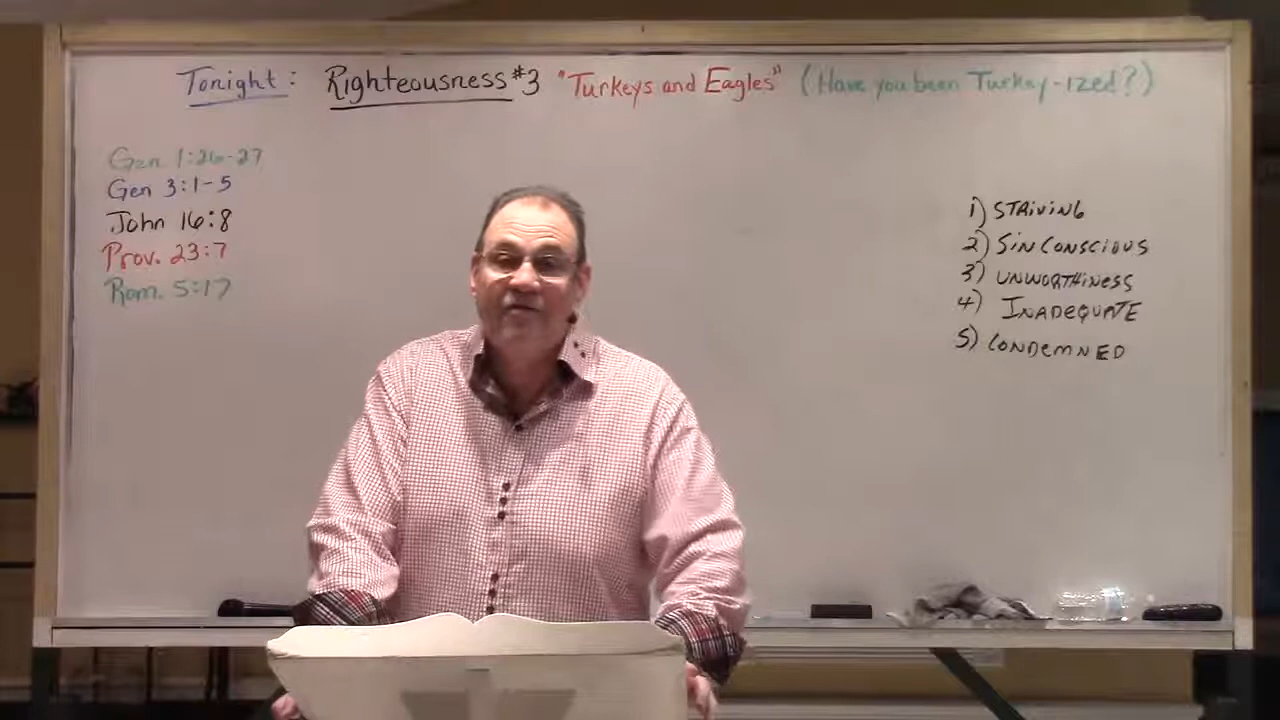 Tonight: Righteousness #3 "Turkeys and Eagles" (Have you been Turkey-ized?)
Gen 1:26-27
Gen 3:1-5
John 16:8
Prov. 23:7
Rom. 5:17
1) STRIVING
2) SIN CONSCIOUS
3) UNWORTHINESS
4) INADEQUATE
5) CONDEMNED